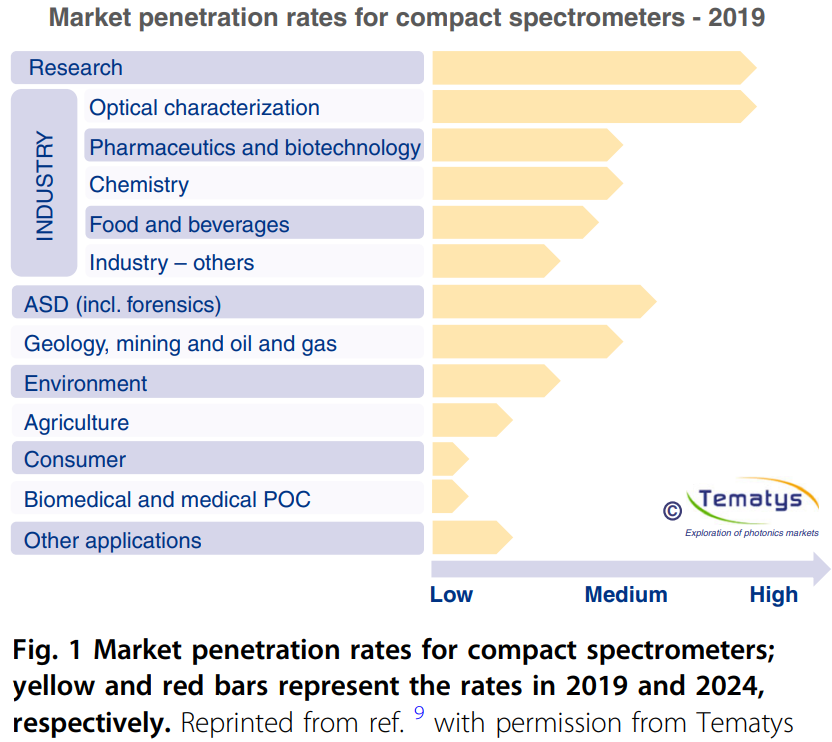 Market penetration rates for compact spectrometers - 2019
Research
INDUSTRY
Optical characterization
Pharmaceutics and biotechnology
Chemistry
Food and beverages
Industry – others
ASD (incl. forensics)
Geology, mining and oil and gas
Environment
Agriculture
Consumer
Biomedical and medical POC
Other applications
© Tematys
Exploration of photonics markets
Low Medium High
Fig. 1 Market penetration rates for compact spectrometers;
yellow and red bars represent the rates in 2019 and 2024,
respectively. Reprinted from ref. 9 with permission from Tematys